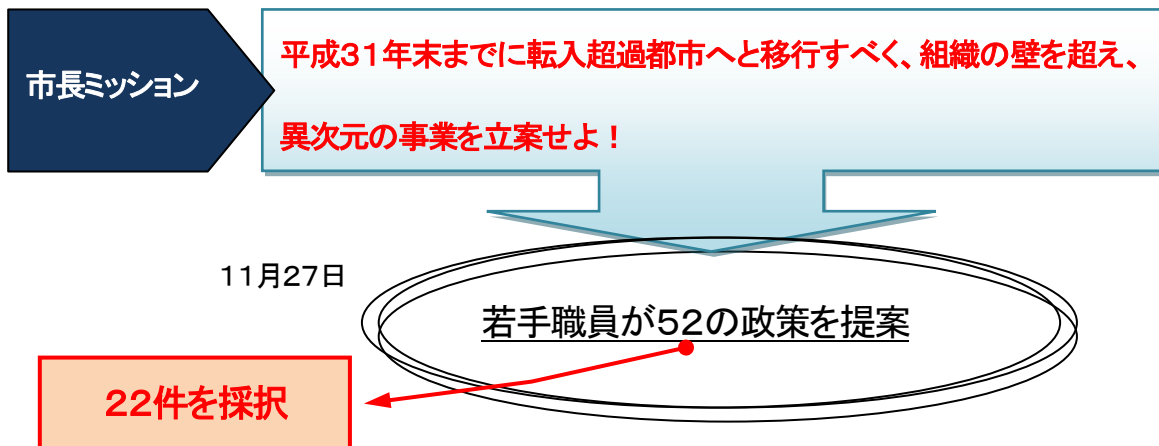 市長ミッション
平成31年末までに転入超過都市へと移行すべく、組織の壁を超え、
異次元の事業を立案せよ!
11月27日
若手職員が52の政策を提案
22件を採択